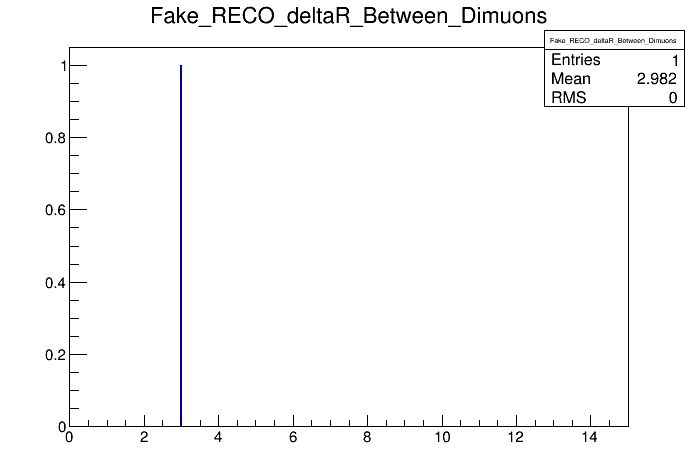 Fake_RECO_deltaR_Between_Dimuons
Fake_RECO_deltaR_Between_Dimuons
Entries 1
Mean 2.982
RMS 0
1
0.8
0.6
0.4
0.2
0
0 2 4 6 8 10 12 14